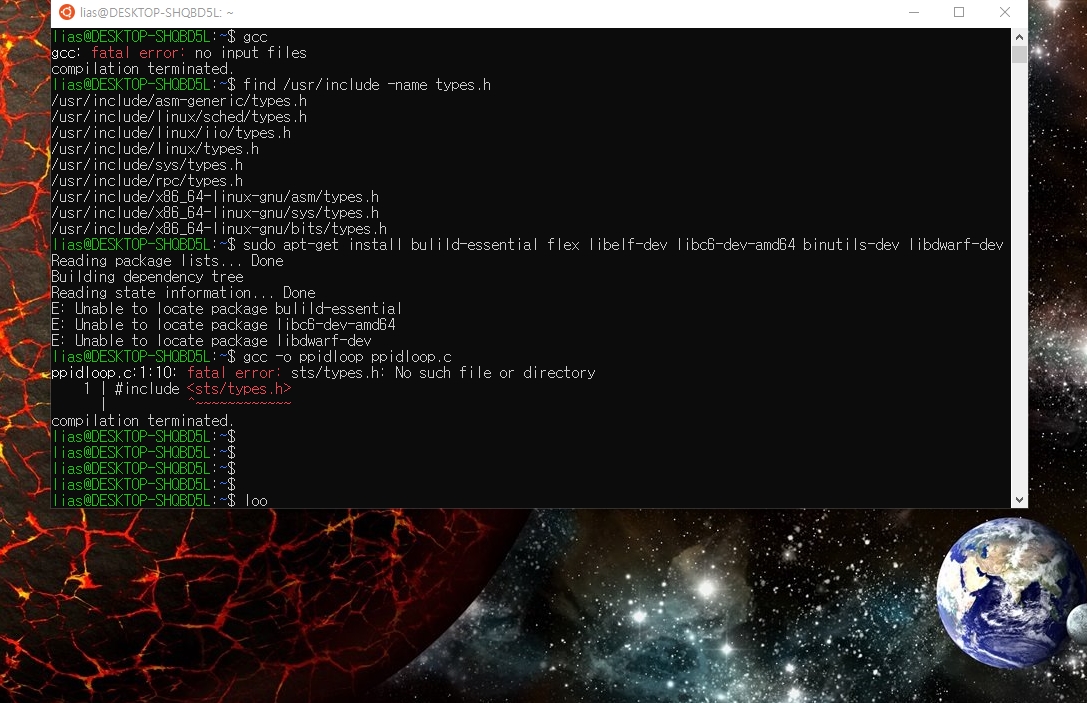 lias@DESKTOP-SHQBD5L: ~
lias@DESKTOP-SHQBD5L:~$ gcc
gcc: fatal error: no input files
compilation terminated.
lias@DESKTOP-SHQBD5L:~$ find /usr/include -name types.h
/usr/include/asm-generic/types.h
/usr/include/linux/sched/types.h
/usr/include/linux/iio/types.h
/usr/include/linux/types.h
/usr/include/sys/types.h
/usr/include/rpc/types.h
/usr/include/x86_64-linux-gnu/asm/types.h
/usr/include/x86_64-linux-gnu/sys/types.h
/usr/include/x86_64-linux-gnu/bits/types.h
lias@DESKTOP-SHQBD5L:~$ sudo apt-get install bulild-essential flex libelf-dev libc6-dev-amd64 binutils-dev libdwarf-dev
Reading package lists... Done
Building dependency tree
Reading state information... Done
E: Unable to locate package bulild-essential
E: Unable to locate package libc6-dev-amd64
E: Unable to locate package libdwarf-dev
lias@DESKTOP-SHQBD5L:~$ gcc -o ppidloop ppidloop.c
ppidloop.c:1:10: fatal error: sts/types.h: No such file or directory
    1 | #include <sts/types.h>
      |          ^~~~~~~~~~~~~
compilation terminated.
lias@DESKTOP-SHQBD5L:~$
lias@DESKTOP-SHQBD5L:~$
lias@DESKTOP-SHQBD5L:~$
lias@DESKTOP-SHQBD5L:~$
lias@DESKTOP-SHQBD5L:~$ loo